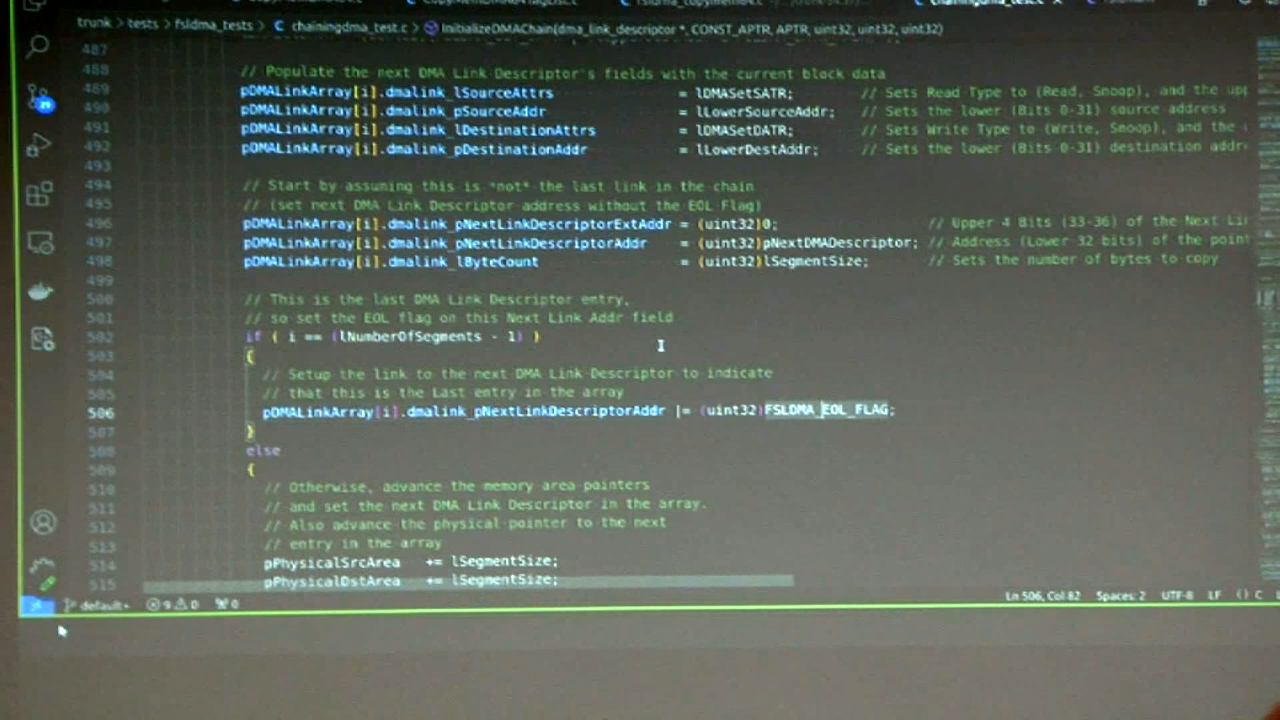 chainingdma_test.c
trunk > tests > fsldma_tests > C chainingdma_test.c > InitializeDMAChain(dma_link_descriptor *, CONST_APTR, APTR, uint32, uint32, uint32)
487
488 // Populate the next DMA Link Descriptor's fields with the current block data
489 pDMALinkArray[i].dmalink_lSourceAttrs = lDMASetSATR; // Sets Read Type to (Read, Snoop), and the upp
490 pDMALinkArray[i].dmalink_pSourceAddr = lLowerSourceAddr; // Sets the lower (Bits 0-31) source address
491 pDMALinkArray[i].dmalink_lDestinationAttrs = lDMASetDATR; // Sets Write Type to (Write, Snoop), and the
492 pDMALinkArray[i].dmalink_pDestinationAddr = lLowerDestAddr; // Sets the lower (Bits 0-31) destination addr
493
494 // Start by assuming this is *not* the last link in the chain
495 // (set next DMA Link Descriptor address without the EOL Flag)
496 pDMALinkArray[i].dmalink_pNextLinkDescriptorExtAddr = (uint32)0; // Upper 4 Bits (33-36) of the Next Li
497 pDMALinkArray[i].dmalink_pNextLinkDescriptorAddr = (uint32)pNextDMADescriptor; // Address (Lower 32 bits) of the point
498 pDMALinkArray[i].dmalink_lByteCount = (uint32)lSegmentSize; // Sets the number of bytes to copy
499
500 // This is the last DMA Link Descriptor entry,
501 // so set the EOL flag on this Next Link Addr field
502 if ( i == (lNumberOfSegments - 1) )
503 {
504 // Setup the link to the next DMA Link Descriptor to indicate
505 // that this is the Last entry in the array
506 pDMALinkArray[i].dmalink_pNextLinkDescriptorAddr |= (uint32)FSLDMA_EOL_FLAG;
507 }
508 else
509 {
510 // Otherwise, advance the memory area pointers
511 // and set the next DMA Link Descriptor in the array.
512 // Also advance the physical pointer to the next
513 // entry in the array
514 pPhysicalSrcArea += lSegmentSize;
515 pPhysicalDstArea += lSegmentSize;
default+ 9 0 0 Ln 506, Col 82 Spaces: 2 UTF-8 LF {} C